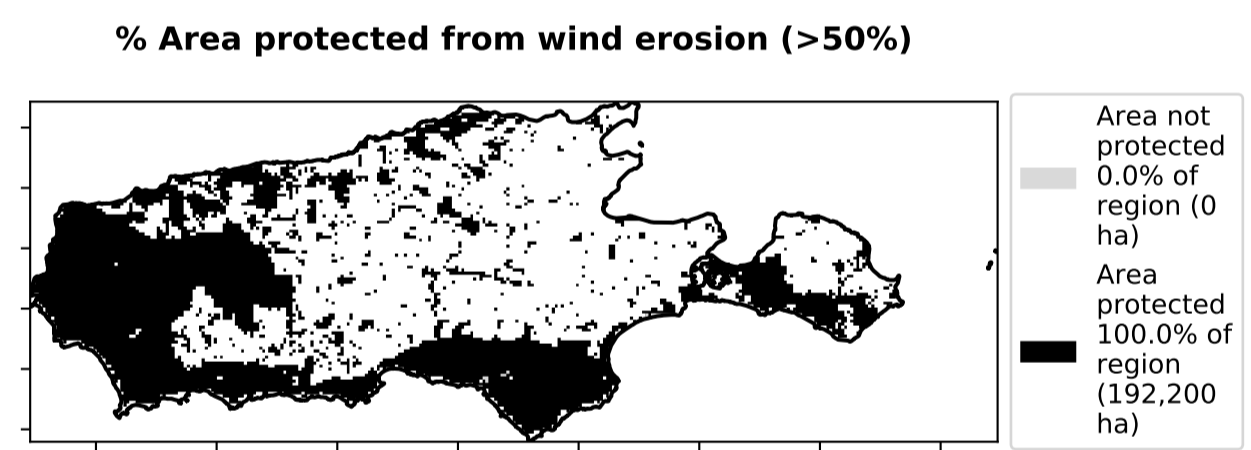 % Area protected from wind erosion (>50%)
Area not
protected
0.0% of
region (0
ha)
Area
protected
100.0% of
region
(192,200
ha)